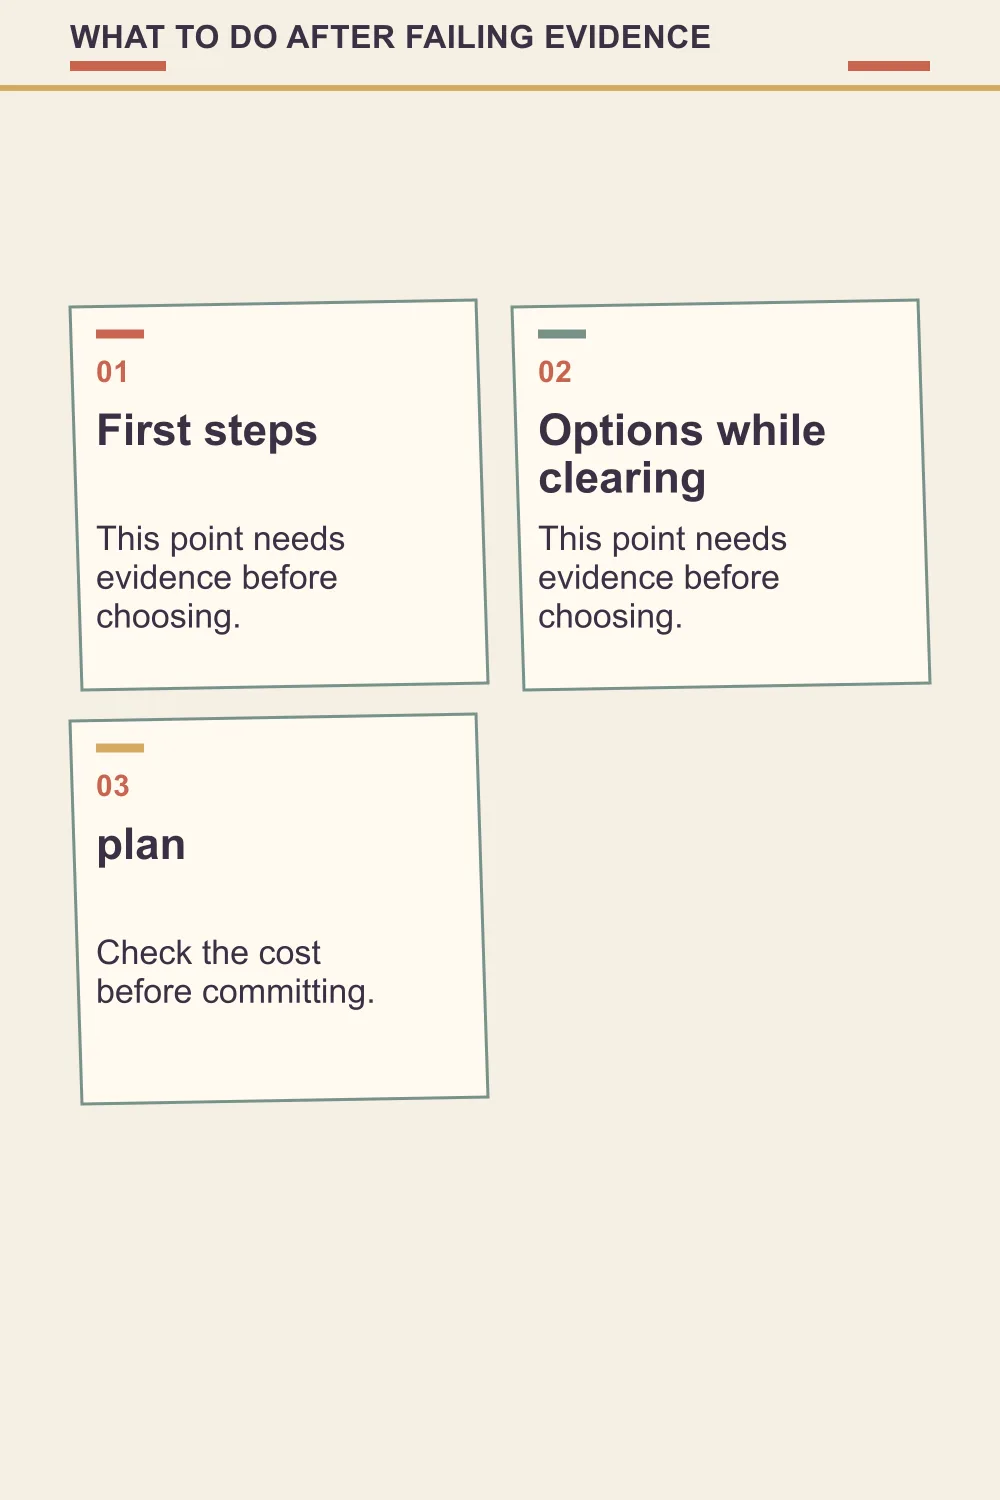 WHAT TO DO AFTER FAILING EVIDENCE
01
First steps
This point needs
evidence before
choosing.
02
Options while
clearing
This point needs
evidence before
choosing.
03
plan
Check the cost
before committing.